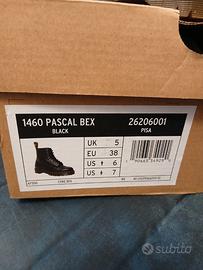 1460 PASCAL BEX 26206001
BLACK PISA
UK 5
EU 38
US 6
US 7
subito